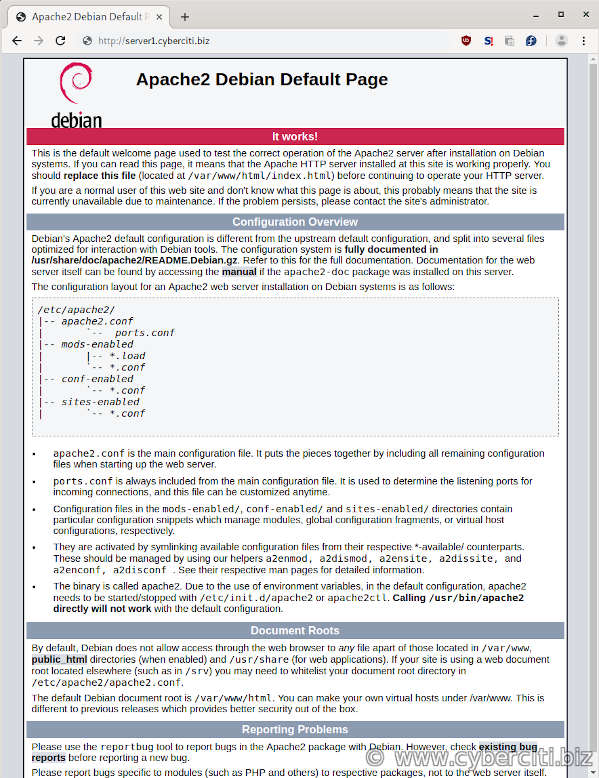 Apache2 Debian Default P
http://server1.cyberciti.biz
debian
Apache2 Debian Default Page
It works!
This is the default welcome page used to test the correct operation of the Apache2 server after installation on Debian
systems. If you can read this page, it means that the Apache HTTP server installed at this site is working properly. You
should replace this file (located at /var/www/html/index.html) before continuing to operate your HTTP server.
If you are a normal user of this web site and don't know what this page is about, this probably means that the site is
currently unavailable due to maintenance. If the problem persists, please contact the site's administrator.
Configuration Overview
Debian's Apache2 default configuration is different from the upstream default configuration, and split into several files
optimized for interaction with Debian tools. The configuration system is fully documented in
/usr/share/doc/apache2/README.Debian.gz. Refer to this for the full documentation. Documentation for the web
server itself can be found by accessing the manual if the apache2-doc package was installed on this server.
The configuration layout for an Apache2 web server installation on Debian systems is as follows:
/etc/apache2/
|-- apache2.conf
|       `--  ports.conf
|-- mods-enabled
|       |-- *.load
|       `-- *.conf
|-- conf-enabled
|       `-- *.conf
|-- sites-enabled
|       `-- *.conf
• apache2.conf is the main configuration file. It puts the pieces together by including all remaining configuration
files when starting up the web server.
• ports.conf is always included from the main configuration file. It is used to determine the listening ports for
incoming connections, and this file can be customized anytime.
• Configuration files in the mods-enabled/, conf-enabled/ and sites-enabled/ directories contain
particular configuration snippets which manage modules, global configuration fragments, or virtual host
configurations, respectively.
• They are activated by symlinking available configuration files from their respective *-available/ counterparts.
These should be managed by using our helpers a2enmod, a2dismod, a2ensite, a2dissite, and
a2enconf, a2disconf . See their respective man pages for detailed information.
• The binary is called apache2. Due to the use of environment variables, in the default configuration, apache2
needs to be started/stopped with /etc/init.d/apache2 or apache2ctl. Calling /usr/bin/apache2
directly will not work with the default configuration.
Document Roots
By default, Debian does not allow access through the web browser to any file apart of those located in /var/www,
public_html directories (when enabled) and /usr/share (for web applications). If your site is using a web document
root located elsewhere (such as in /srv) you may need to whitelist your document root directory in
/etc/apache2/apache2.conf.
The default Debian document root is /var/www/html. You can make your own virtual hosts under /var/www. This is
different to previous releases which provides better security out of the box.
Reporting Problems
Please use the reportbug tool to report bugs in the Apache2 package with Debian. However, check existing bug
reports before reporting a new bug.
Please report bugs specific to modules (such as PHP and others) to respective packages, not to the web server itself.
© www.cyberciti.biz